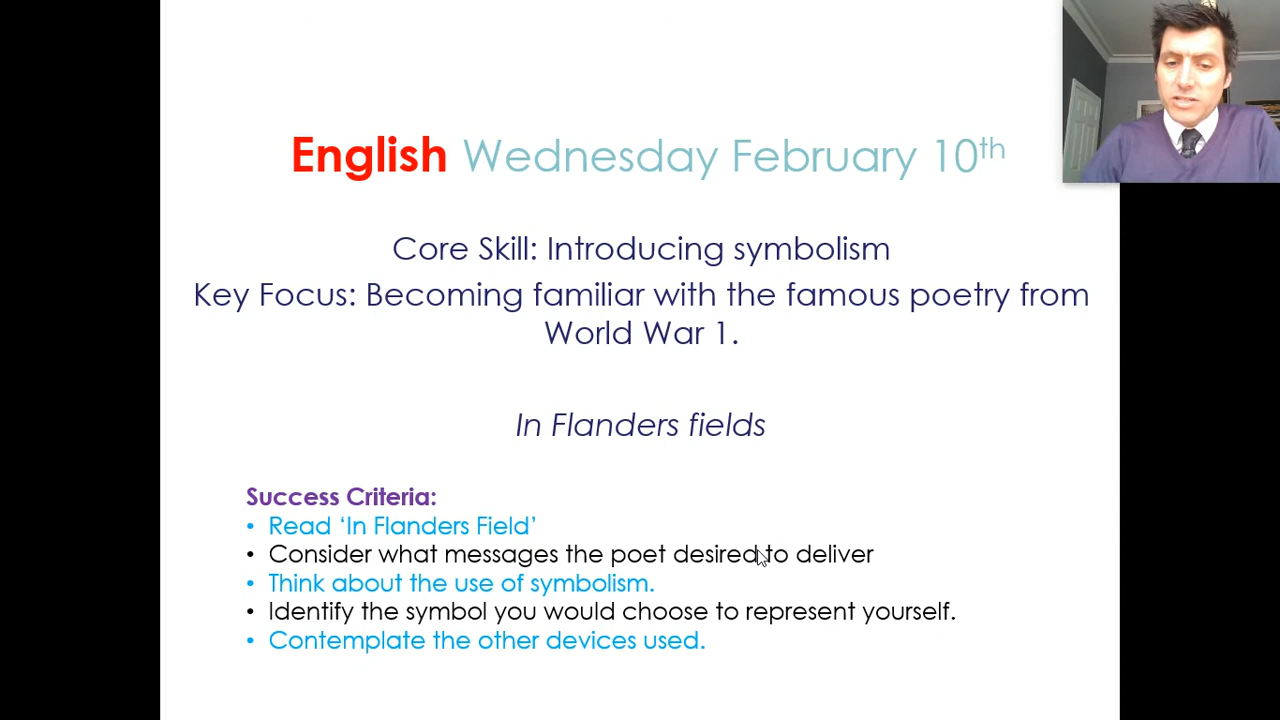 English Wednesday February 10th
Core Skill: Introducing symbolism
Key Focus: Becoming familiar with the famous poetry from
World War 1.
In Flanders fields
Success Criteria:
• Read ‘In Flanders Field’
• Consider what messages the poet desired to deliver
• Think about the use of symbolism.
• Identify the symbol you would choose to represent yourself.
• Contemplate the other devices used.